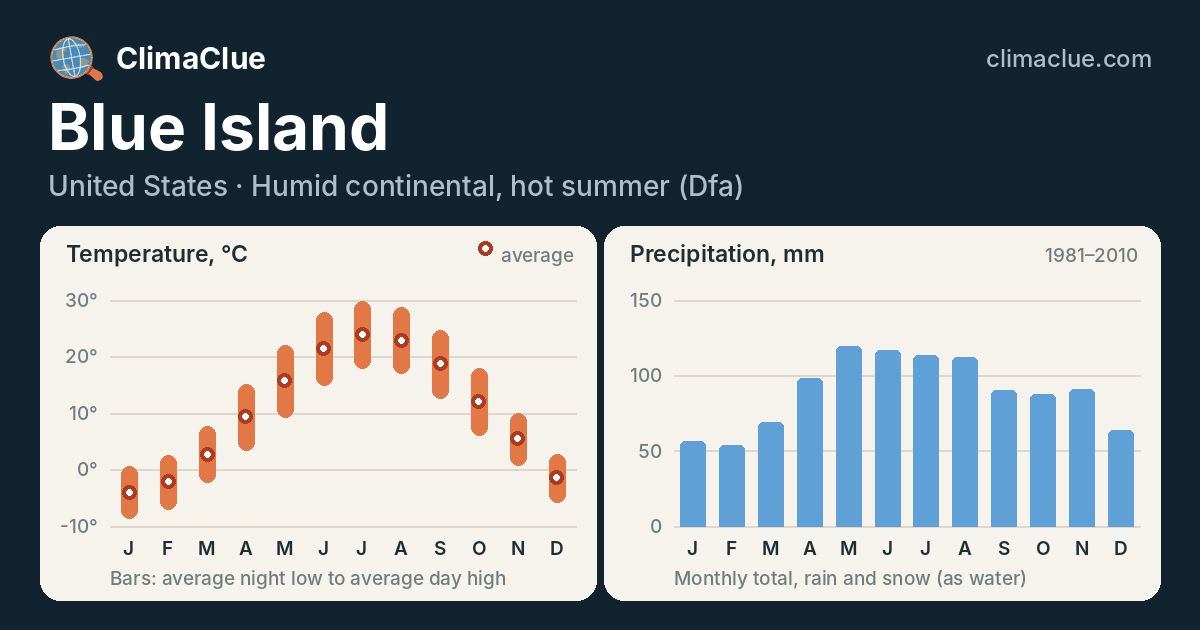 ClimaClue
climaclue.com
Blue Island
United States · Humid continental, hot summer (Dfa)
Temperature, °C
average
30°
20°
10°
0°
-10°
J F M A M J J A S O N D
Bars: average night low to average day high
Precipitation, mm
1981–2010
150
100
50
0
J F M A M J J A S O N D
Monthly total, rain and snow (as water)